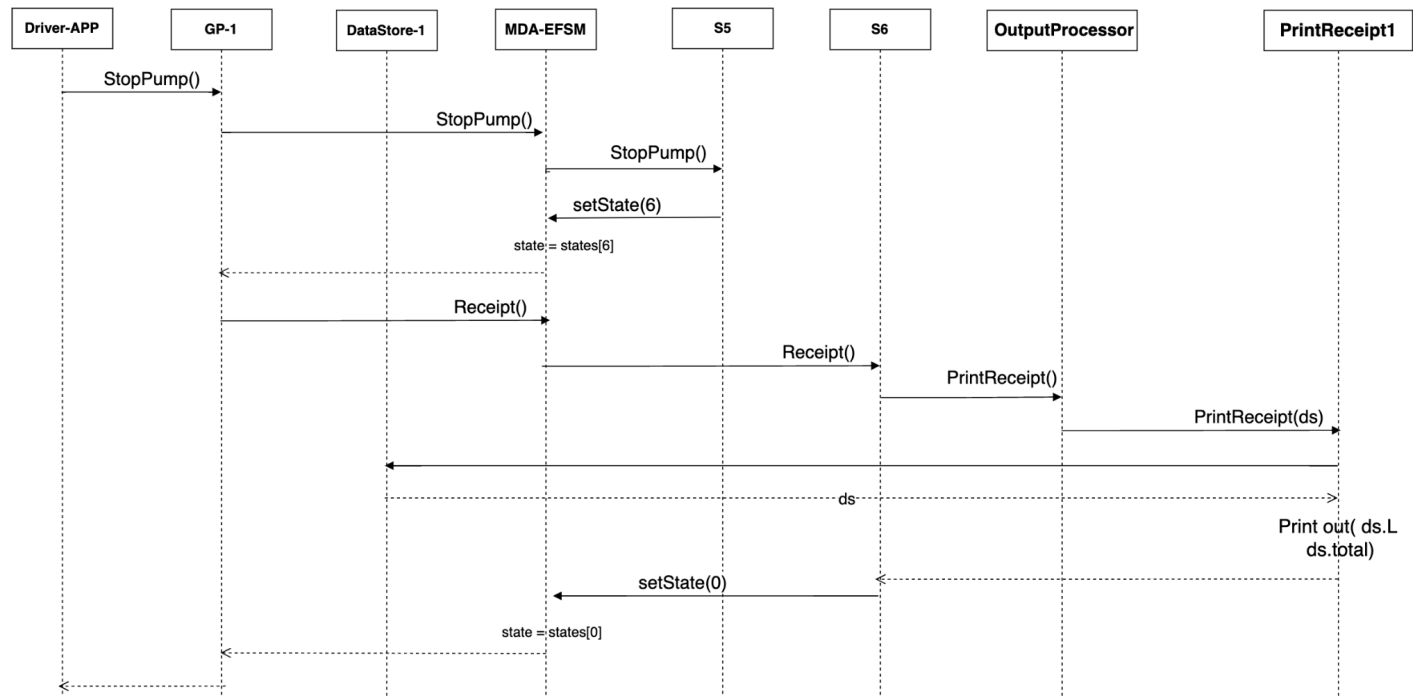 Driver-APP
GP-1
DataStore-1
MDA-EFSM
S5
S6
OutputProcessor
PrintReceipt1
StopPump()
StopPump()
StopPump()
setState(6)
state = states[6]
Receipt()
Receipt()
PrintReceipt()
PrintReceipt(ds)
ds
Print out( ds.L
ds.total)
setState(0)
state = states[0]